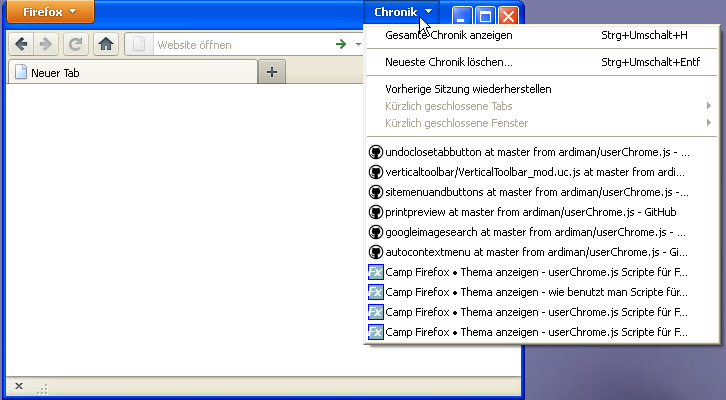 Firefox
Chronik
Website öffnen
Neuer Tab
Gesamte Chronik anzeigen Strg+Umschalt+H
Neueste Chronik löschen... Strg+Umschalt+Entf
Vorherige Sitzung wiederherstellen
Kürzlich geschlossene Tabs
Kürzlich geschlossene Fenster
undoclosetabbutton at master from ardiman/userChrome.js - ...
verticaltoolbar/VerticalToolbar_mod.uc.js at master from ardi...
sitemenuandbuttons at master from ardiman/userChrome.js -...
printpreview at master from ardiman/userChrome.js - GitHub
googleimagesearch at master from ardiman/userChrome.js - ...
autocontextmenu at master from ardiman/userChrome.js - Gi...
Camp Firefox • Thema anzeigen - userChrome.js Scripte für F...
Camp Firefox • Thema anzeigen - wie benutzt man Scripte für...
Camp Firefox • Thema anzeigen - userChrome.js Scripte für F...
Camp Firefox • Thema anzeigen - userChrome.js Scripte für F...